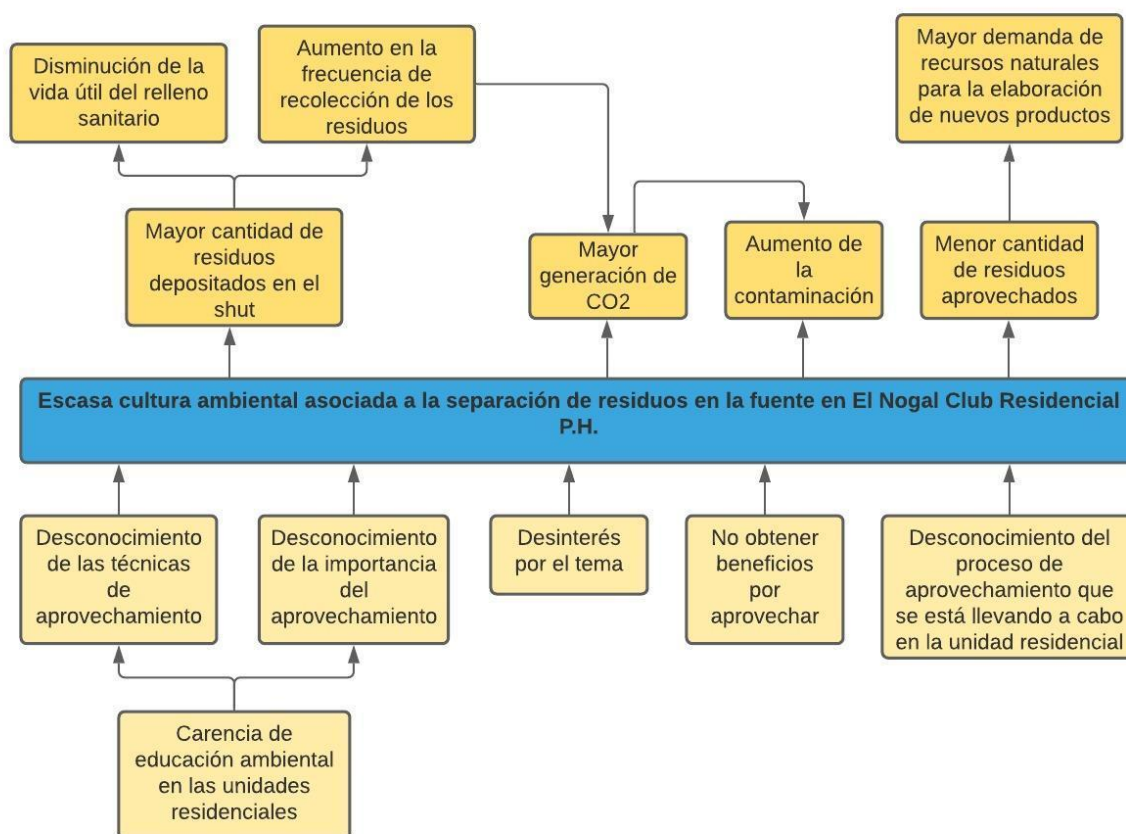 Disminución de la
vida útil del relleno
sanitario
Aumento en la
frecuencia de
recolección de los
residuos
Mayor demanda de
recursos naturales
para la elaboración
de nuevos productos
Mayor cantidad de
residuos
depositados en el
shut
Mayor
generación de
CO2
Aumento de
la
contaminación
Menor cantidad
de residuos
aprovechados
Escasa cultura ambiental asociada a la separación de residuos en la fuente en El Nogal Club Residencial
P.H.
Desconocimiento
de las técnicas
de
aprovechamiento
Desconocimiento
de la importancia
del
aprovechamiento
Desinterés
por el tema
No obtener
beneficios
por
aprovechar
Desconocimiento del
proceso de
aprovechamiento que
se está llevando a cabo
en la unidad residencial
Carencia de
educación ambiental
en las unidades
residenciales